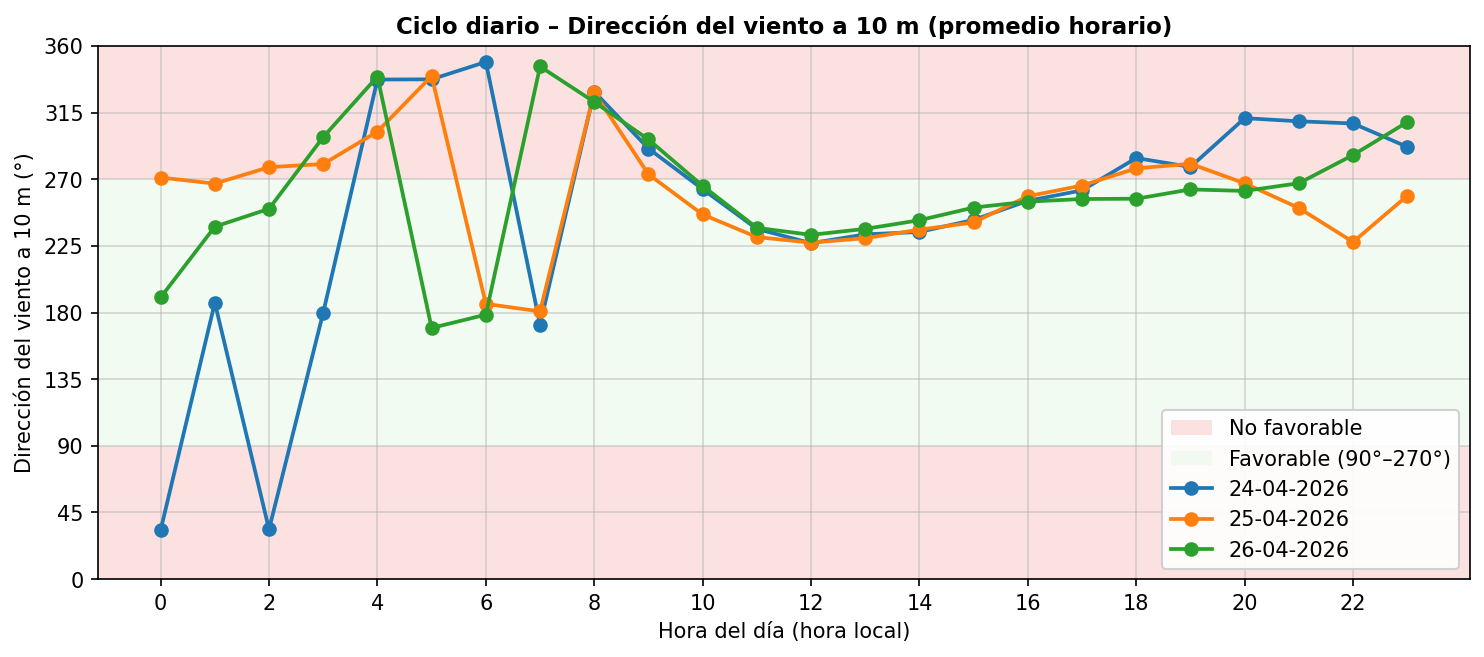 Ciclo diario – Dirección del viento a 10 m (promedio horario)
Dirección del viento a 10 m (°)
360
315
270
225
180
135
90
45
0
No favorable
Favorable (90°–270°)
24-04-2026
25-04-2026
26-04-2026
0 2 4 6 8 10 12 14 16 18 20 22
Hora del día (hora local)